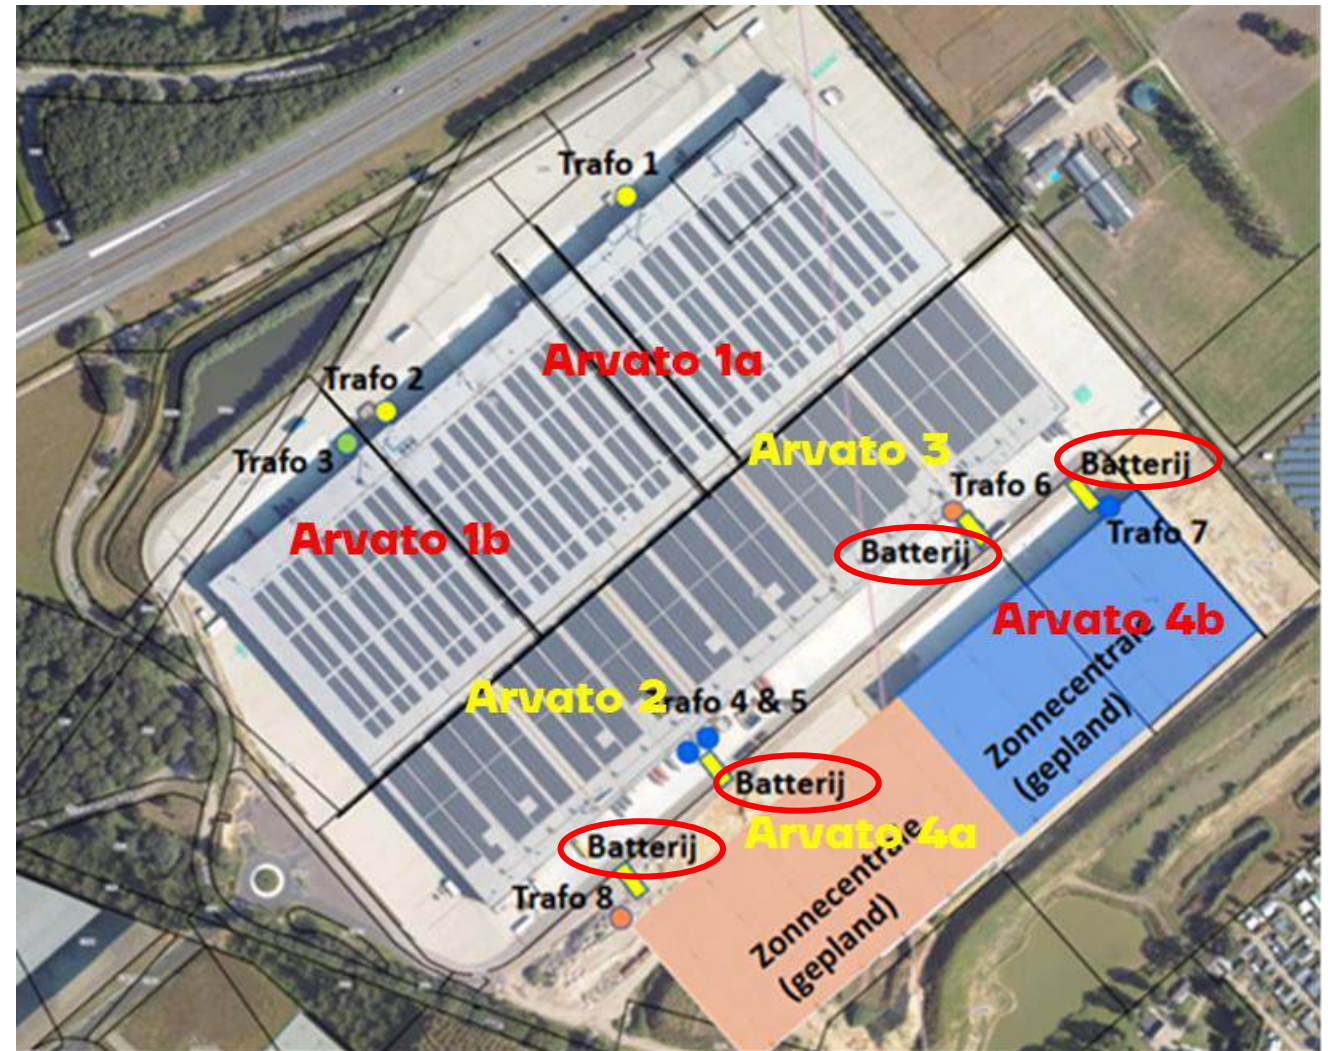 Trafo 1
Arvato 1a
Trafo 2
Trafo 3
Arvato 3
Batterij
Trafo 6
Trafo 7
Arvato 1b
Batterij
Arvato 4b
Zonnecentrale
(gepland)
Arvato 2
Trafo 4 & 5
Batterij
Arvato 4a
Batterij
Zonnecentrale
(gepland)
Trafo 8